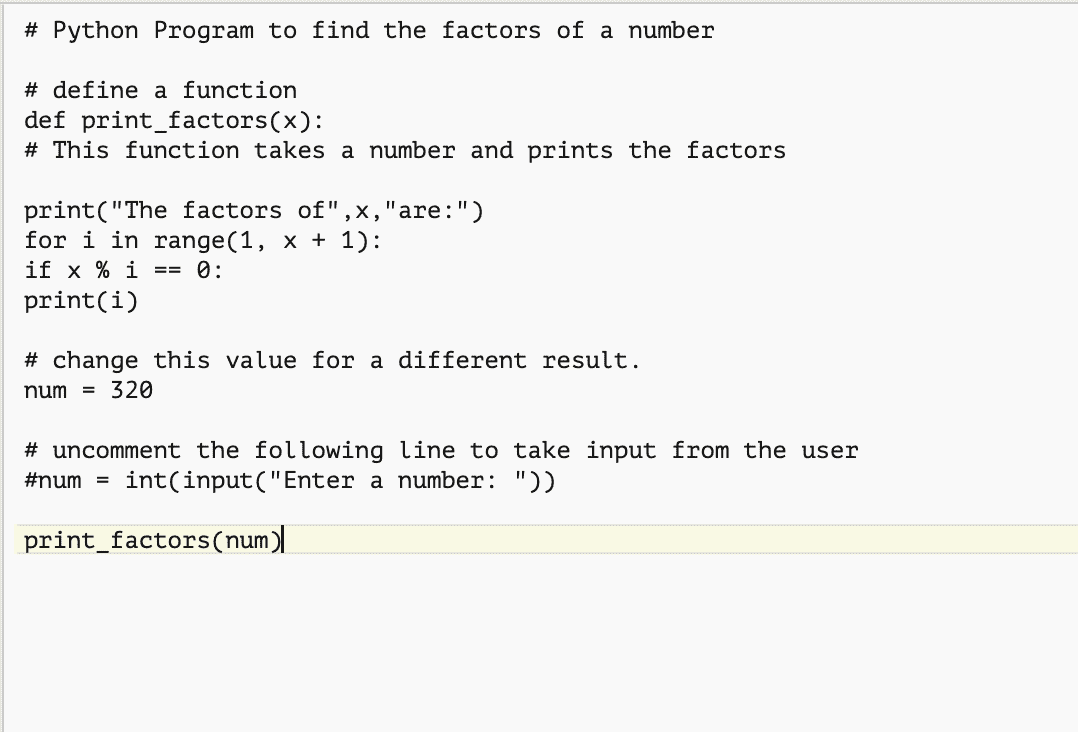 # Python Program to find the factors of a number
# define a function
def print_factors(x):
# This function takes a number and prints the factors
print("The factors of",x,"are:")
for i in range(1, x + 1):
if x % i == 0:
print(i)
# change this value for a different result.
num = 320
# uncomment the following line to take input from the user
#num = int(input("Enter a number: "))
print_factors(num)